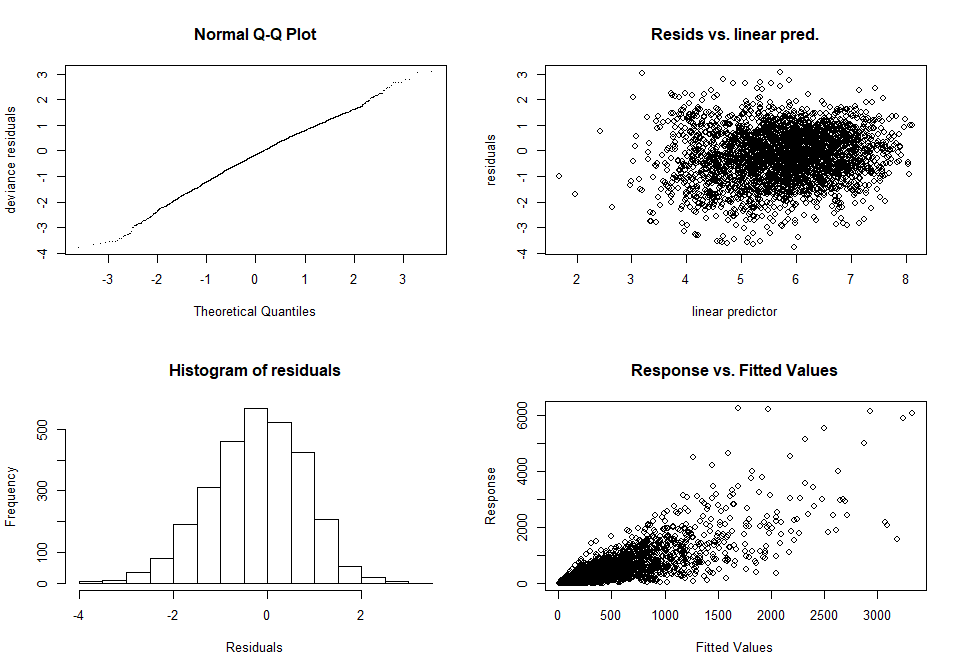 Normal Q-Q Plot
deviance residuals
-4 -3 -2 -1 0 1 2 3
-3 -2 -1 0 1 2 3
Theoretical Quantiles
Resids vs. linear pred.
residuals
-4 -3 -2 -1 0 1 2 3
2 3 4 5 6 7 8
linear predictor
Histogram of residuals
Frequency
0 100 300 500
-4 -2 0 2
Residuals
Response vs. Fitted Values
Response
0 2000 4000 6000
0 500 1000 1500 2000 2500 3000
Fitted Values